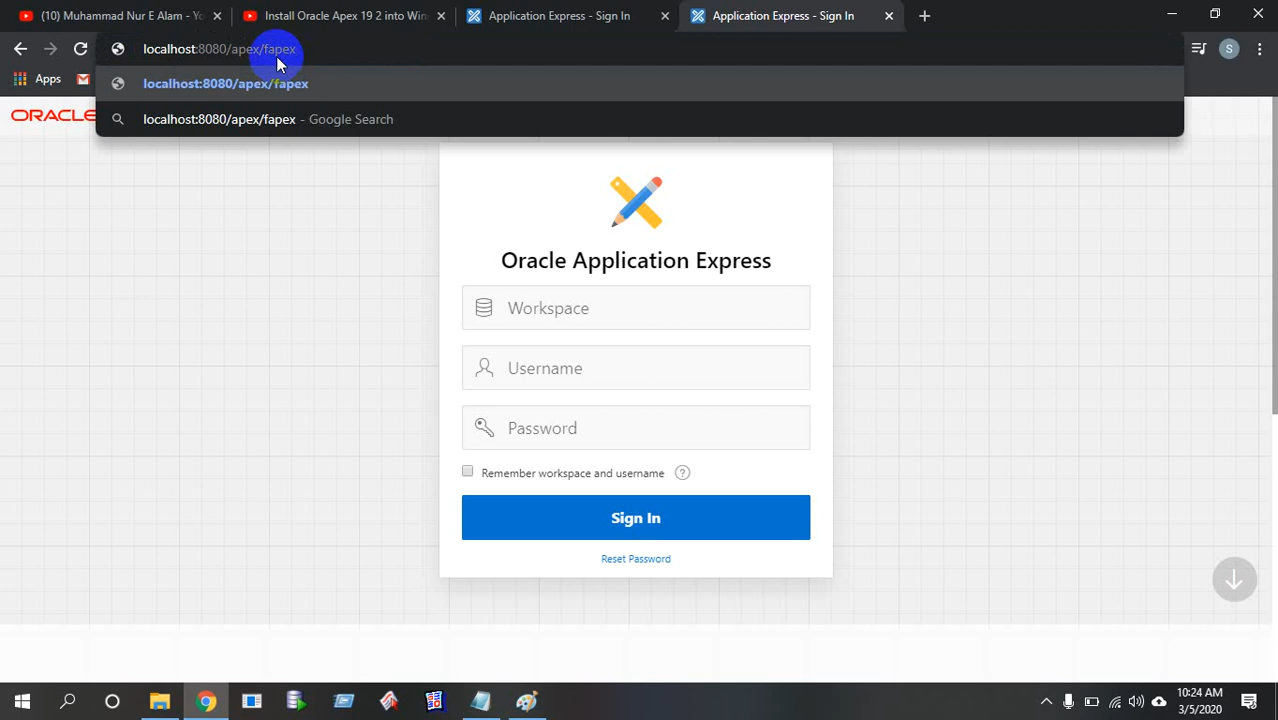 (10) Muhammad Nur E Alam - Yo
Install Oracle Apex 19 2 into Win
Application Express - Sign In
Application Express - Sign In
localhost:8080/apex/fapex
S
Apps
localhost:8080/apex/fapex
localhost:8080/apex/fapex - Google Search
ORACLE
Oracle Application Express
Workspace
Username
Password
Remember workspace and username ?
Sign In
Reset Password
10:24 AM
3/5/2020